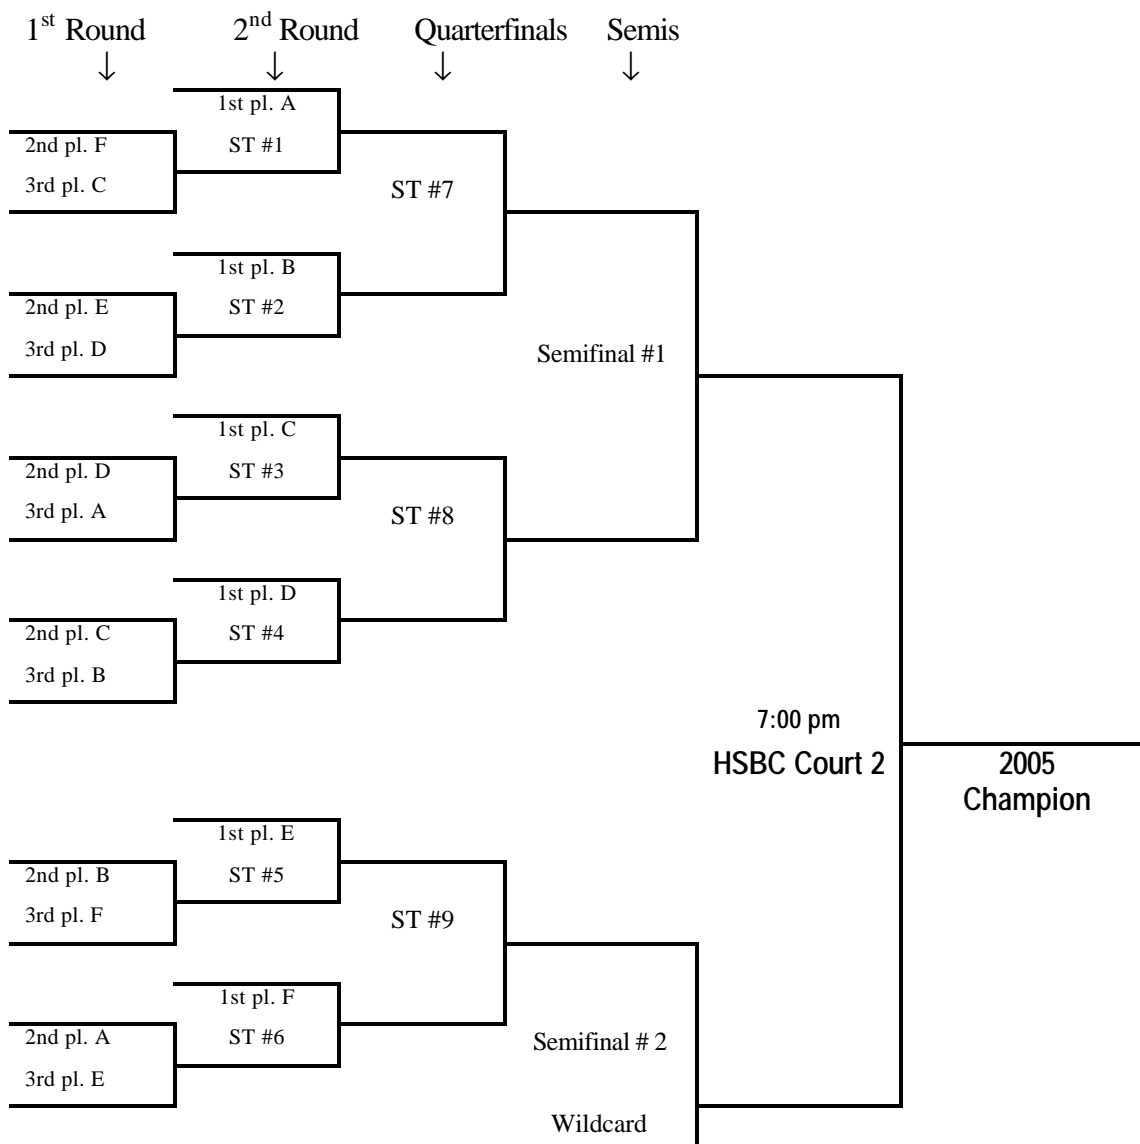 1st Round 2nd Round Quarterfinals Semis
↓ ↓ ↓ ↓
1st pl. A
2nd pl. F ST #1
3rd pl. C ST #7
1st pl. B
2nd pl. E ST #2
3rd pl. D Semifinal #1
1st pl. C
2nd pl. D ST #3
3rd pl. A ST #8
1st pl. D
2nd pl. C ST #4
3rd pl. B
7:00 pm
HSBC Court 2 2005
Champion
1st pl. E
2nd pl. B ST #5
3rd pl. F ST #9
1st pl. F
2nd pl. A ST #6 Semifinal # 2
3rd pl. E
Wildcard